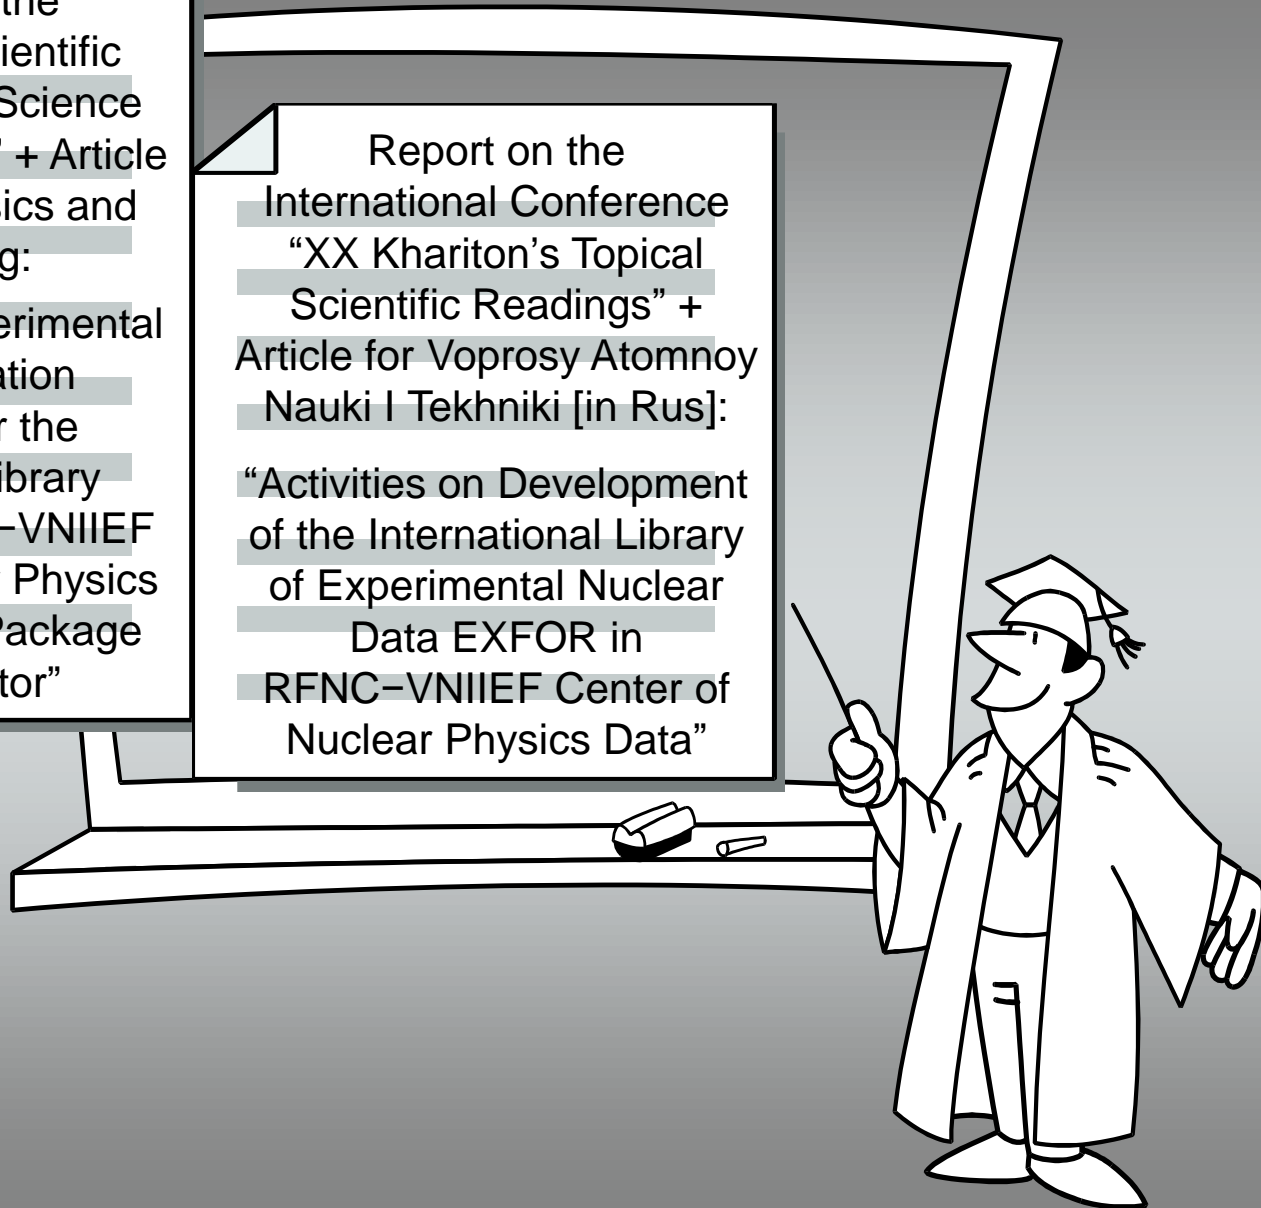 the
ientific
Science
” + Article
sics and
g:
erimental
ation
r the
ibrary
–VNIIEF
Physics
Package
tor”
Report on the
International Conference
“XX Khariton’s Topical
Scientific Readings” +
Article for Voprosy Atomnoy
Nauki I Tekhniki [in Rus]:
“Activities on Development
of the International Library
of Experimental Nuclear
Data EXFOR in
RFNC–VNIIEF Center of
Nuclear Physics Data”